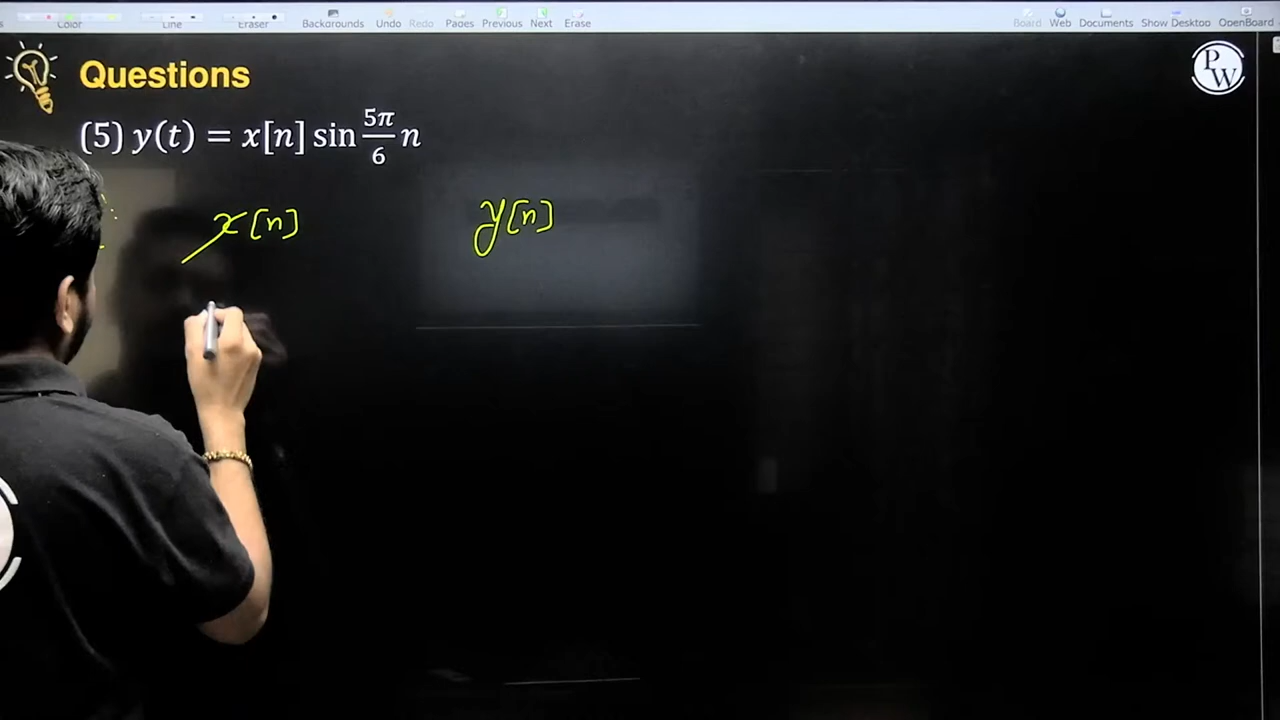 Color Line Eraser Backgrounds Undo Redo Pages Previous Next Erase Board Web Documents Show Desktop OpenBoard
Questions
PW
(5) y(t) = x[n] sin 5π/6 n
x[n] y[n]